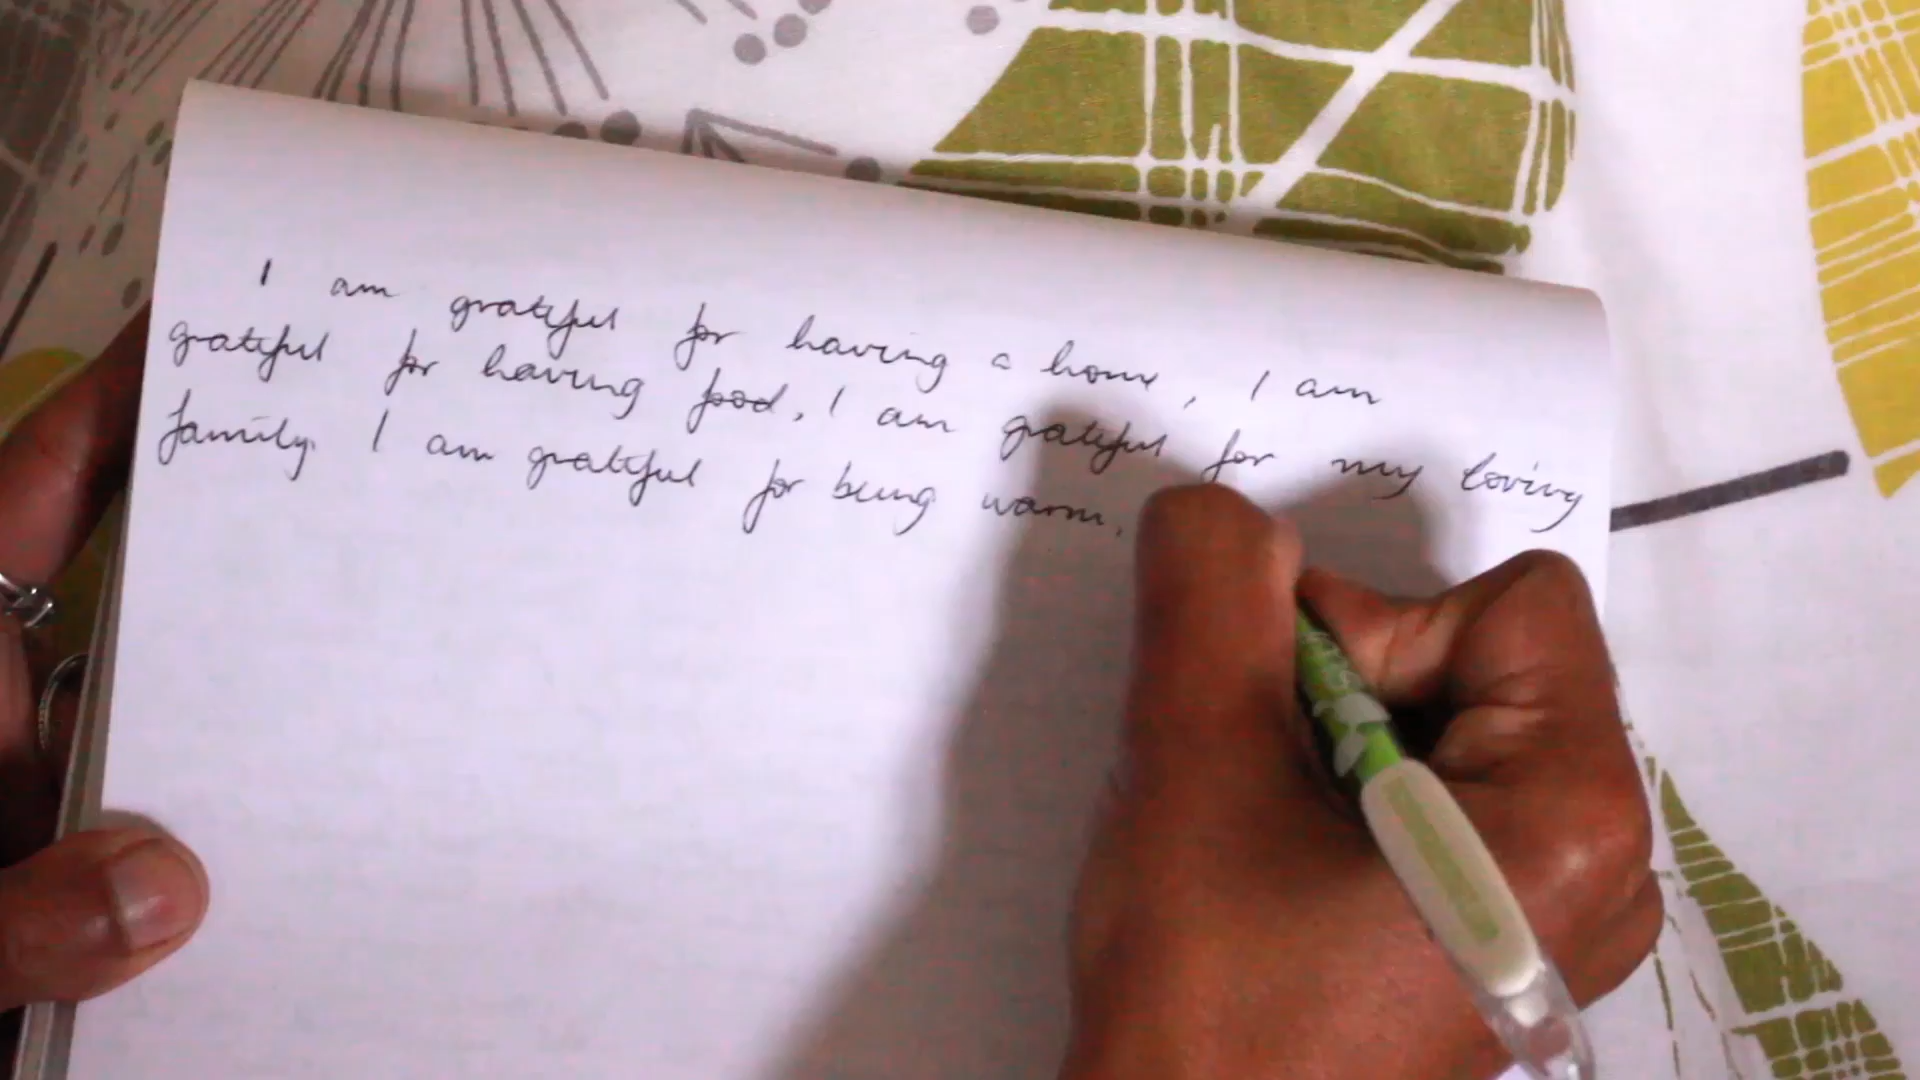 I am grateful for having a home, I am
grateful for having food, I am grateful for my loving
family. I am grateful for being warm.